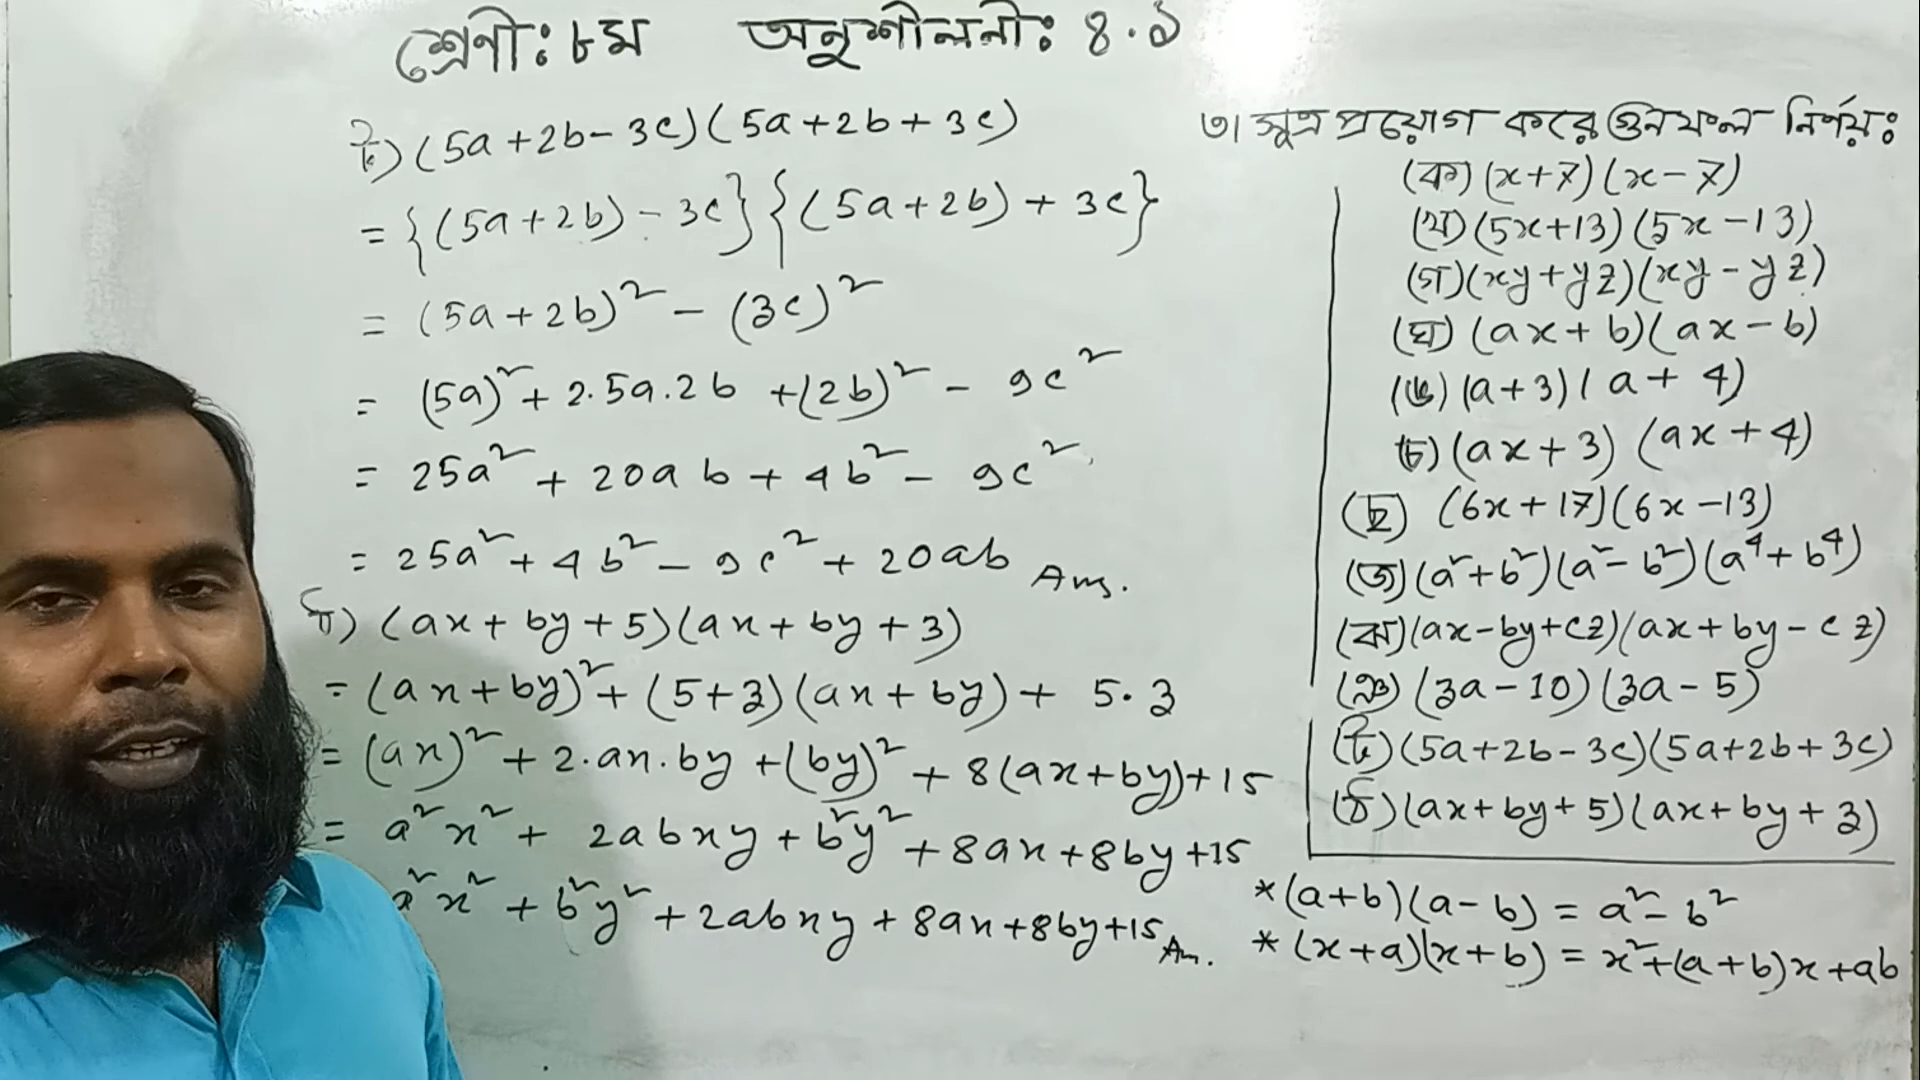 শ্রেণী: ৮ম অনুশীলনী: ৪.১
ট) (5a+2b-3c)(5a+2b+3c)
= {(5a+2b)-3c}{(5a+2b)+3c}
= (5a+2b)² - (3c)²
= (5a)²+2.5a.2b+(2b)² - 9c²
= 25a²+20ab+4b²-9c²
= 25a²+4b²-9c²+20ab Ans.
ঠ) (ax+by+5)(ax+by+3)
= (ax+by)²+(5+3)(ax+by)+5.3
= (ax)²+2.ax.by+(by)²+8(ax+by)+15
= a²x²+2abxy+b²y²+8ax+8by+15
a²x²+b²y²+2abxy+8ax+8by+15 An.
৩। সূত্র প্রয়োগ করে গুনফল নির্ণয়:
(ক) (x+7)(x-7)
(খ) (5x+13)(5x-13)
(গ) (xy+yz)(xy-yz)
(ঘ) (ax+b)(ax-b)
(ঙ) (a+3)(a+4)
চ) (ax+3)(ax+4)
(ছ) (6x+17)(6x-13)
(জ) (a²+b²)(a²-b²)(a⁴+b⁴)
(ঝ) (ax-by+cz)(ax+by-cz)
(ঞ) (3a-10)(3a-5)
(ট) (5a+2b-3c)(5a+2b+3c)
(ঠ) (ax+by+5)(ax+by+3)
*(a+b)(a-b) = a²-b²
*(x+a)(x+b) = x²+(a+b)x+ab